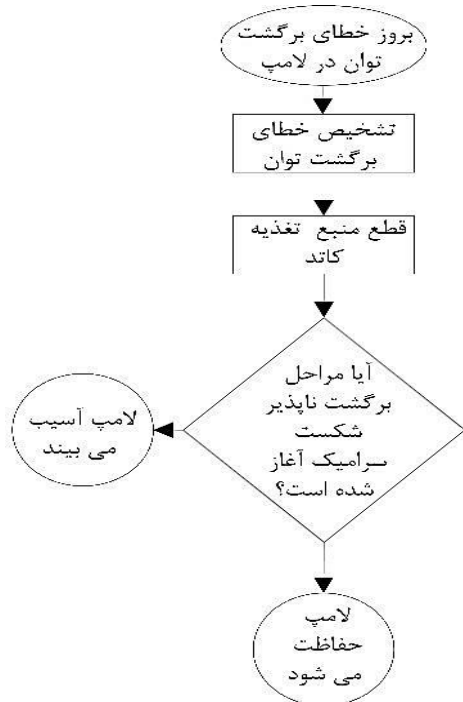 بروز خطای برگشت
توان در لامپ
تشخیص خطای
برگشت توان
قطع منبع تغذیه
کاتد
آیا مراحل
برگشت ناپذیر
شکست
سرامیک آغاز
شده است؟
لامپ آسیب
می بیند
لامپ
حفاظت
می شود